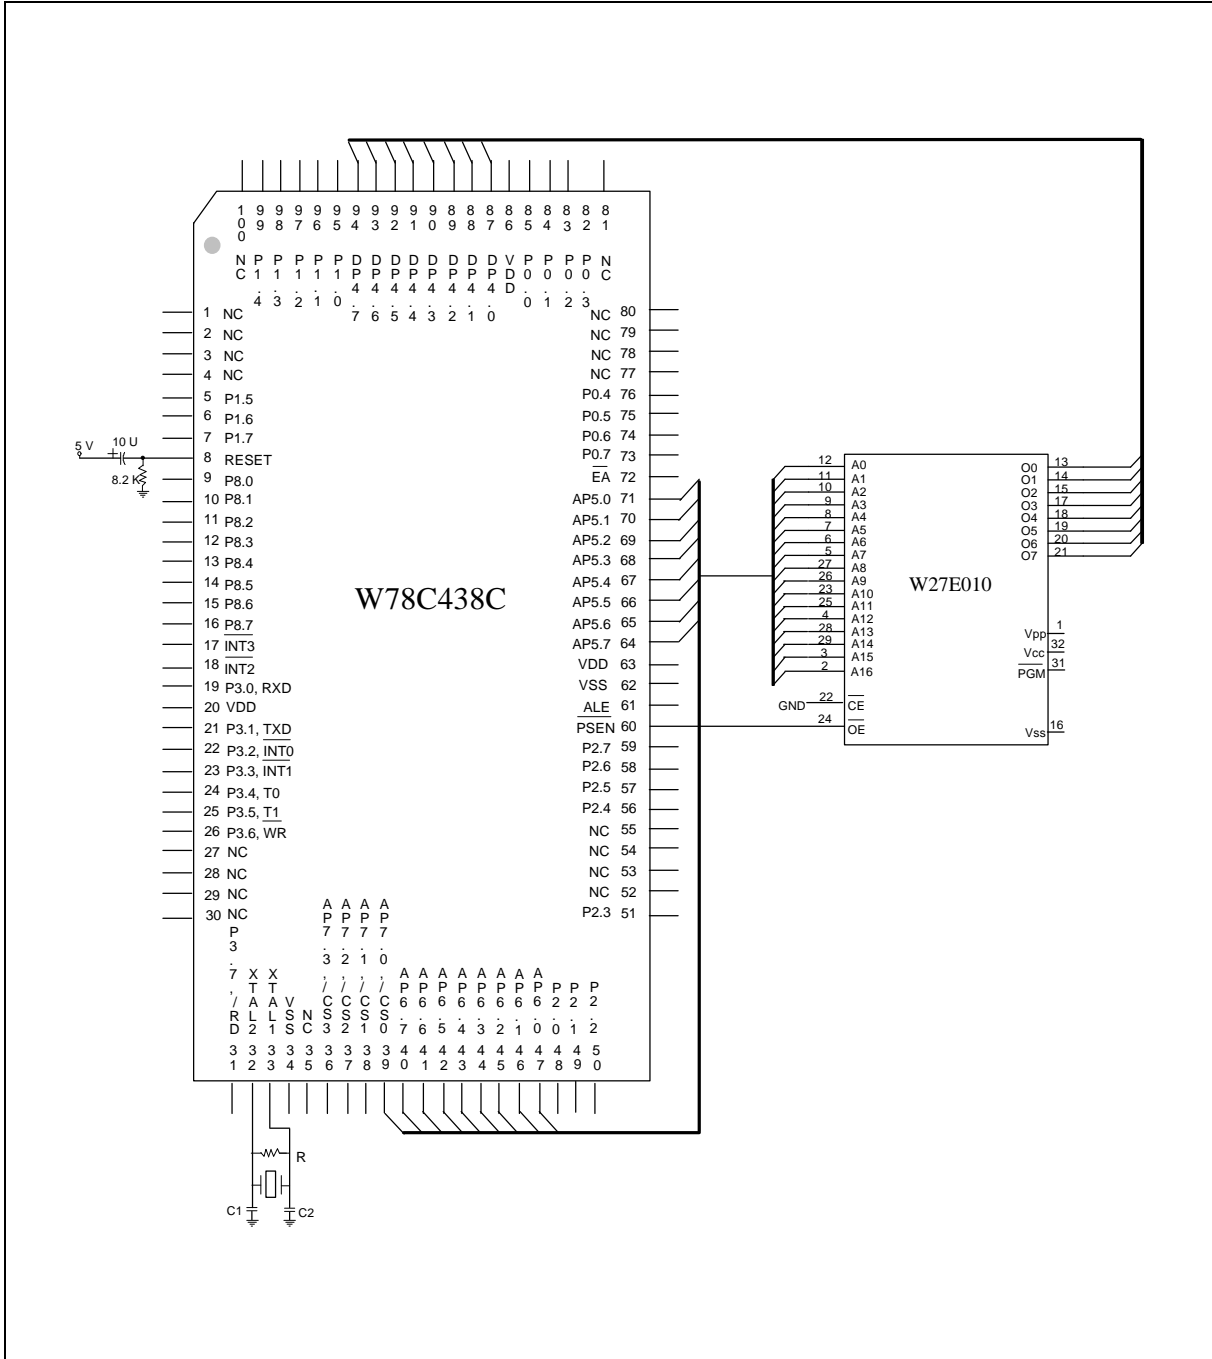 100 99 98 97 96 95 94 93 92 91 90 89 88 87 86 85 84 83 82 81
NC P1.4 P1.3 P1.2 P1.1 P1.0 DP4.7 DP4.6 DP4.5 DP4.4 DP4.3 DP4.2 DP4.1 DP4.0 VDD P0.0 P0.1 P0.2 P0.3 NC
1 NC
2 NC
3 NC
4 NC
5 P1.5
6 P1.6
7 P1.7
5 V
10 U
+
8.2 K
8 RESET
9 P8.0
10 P8.1
11 P8.2
12 P8.3
13 P8.4
14 P8.5
15 P8.6
16 P8.7
17 INT3
18 INT2
19 P3.0, RXD
20 VDD
21 P3.1, TXD
22 P3.2, INT0
23 P3.3, INT1
24 P3.4, T0
25 P3.5, T1
26 P3.6, WR
27 NC
28 NC
29 NC
30 NC
W78C438C
NC 80
NC 79
NC 78
NC 77
P0.4 76
P0.5 75
P0.6 74
P0.7 73
EA 72
AP5.0 71
AP5.1 70
AP5.2 69
AP5.3 68
AP5.4 67
AP5.5 66
AP5.6 65
AP5.7 64
VDD 63
VSS 62
ALE 61
PSEN 60
P2.7 59
P2.6 58
P2.5 57
P2.4 56
NC 55
NC 54
NC 53
NC 52
P2.3 51
P3.7,/RD XTAL2 XTAL1 VSS NC AP7.3,/CS3 AP7.2,/CS2 AP7.1,/CS1 AP7.0,/CS0 AP6.7 AP6.6 AP6.5 AP6.4 AP6.3 AP6.2 AP6.1 AP6.0 P2.0 P2.1 P2.2
31 32 33 34 35 36 37 38 39 40 41 42 43 44 45 46 47 48 49 50
R
C1
C2
12 A0
11 A1
10 A2
9 A3
8 A4
7 A5
6 A6
5 A7
27 A8
26 A9
23 A10
25 A11
4 A12
28 A13
29 A14
3 A15
2 A16
GND 22 CE
24 OE
W27E010
O0 13
O1 14
O2 15
O3 17
O4 18
O5 19
O6 20
O7 21
Vpp 1
Vcc 32
PGM 31
Vss 16